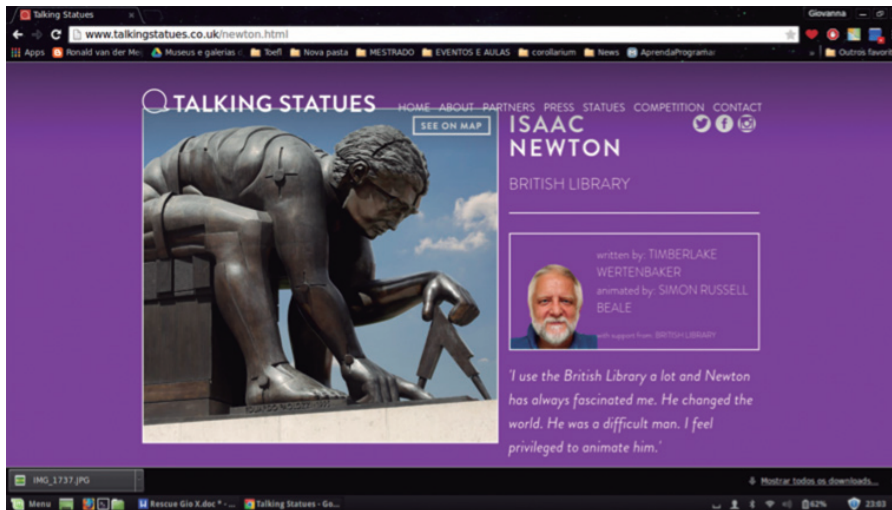 Talking Statues
Giovanna
www.talkingstatues.co.uk/newton.html
Apps Ronald van der Me Museus e galerias Toefl Nova pasta MESTRADO EVENTOS E AULAS corollarium News AprendaProgramar Outros favorit
TALKING STATUES HOME ABOUT PARTNERS PRESS STATUES COMPETITION CONTACT
SEE ON MAP
ISAAC
NEWTON
BRITISH LIBRARY
written by: TIMBERLAKE
WERTENBAKER
animated by: SIMON RUSSELL
BEALE
with support from: BRITISH LIBRARY
'I use the British Library a lot and Newton
has always fascinated me. He changed the
world. He was a difficult man. I feel
privileged to animate him.'
IMG_1737.JPG
Mostrar todos os downloads...
Menu Rescue Gio X.doc * - ... Talking Statues - Go... 62% 23:03